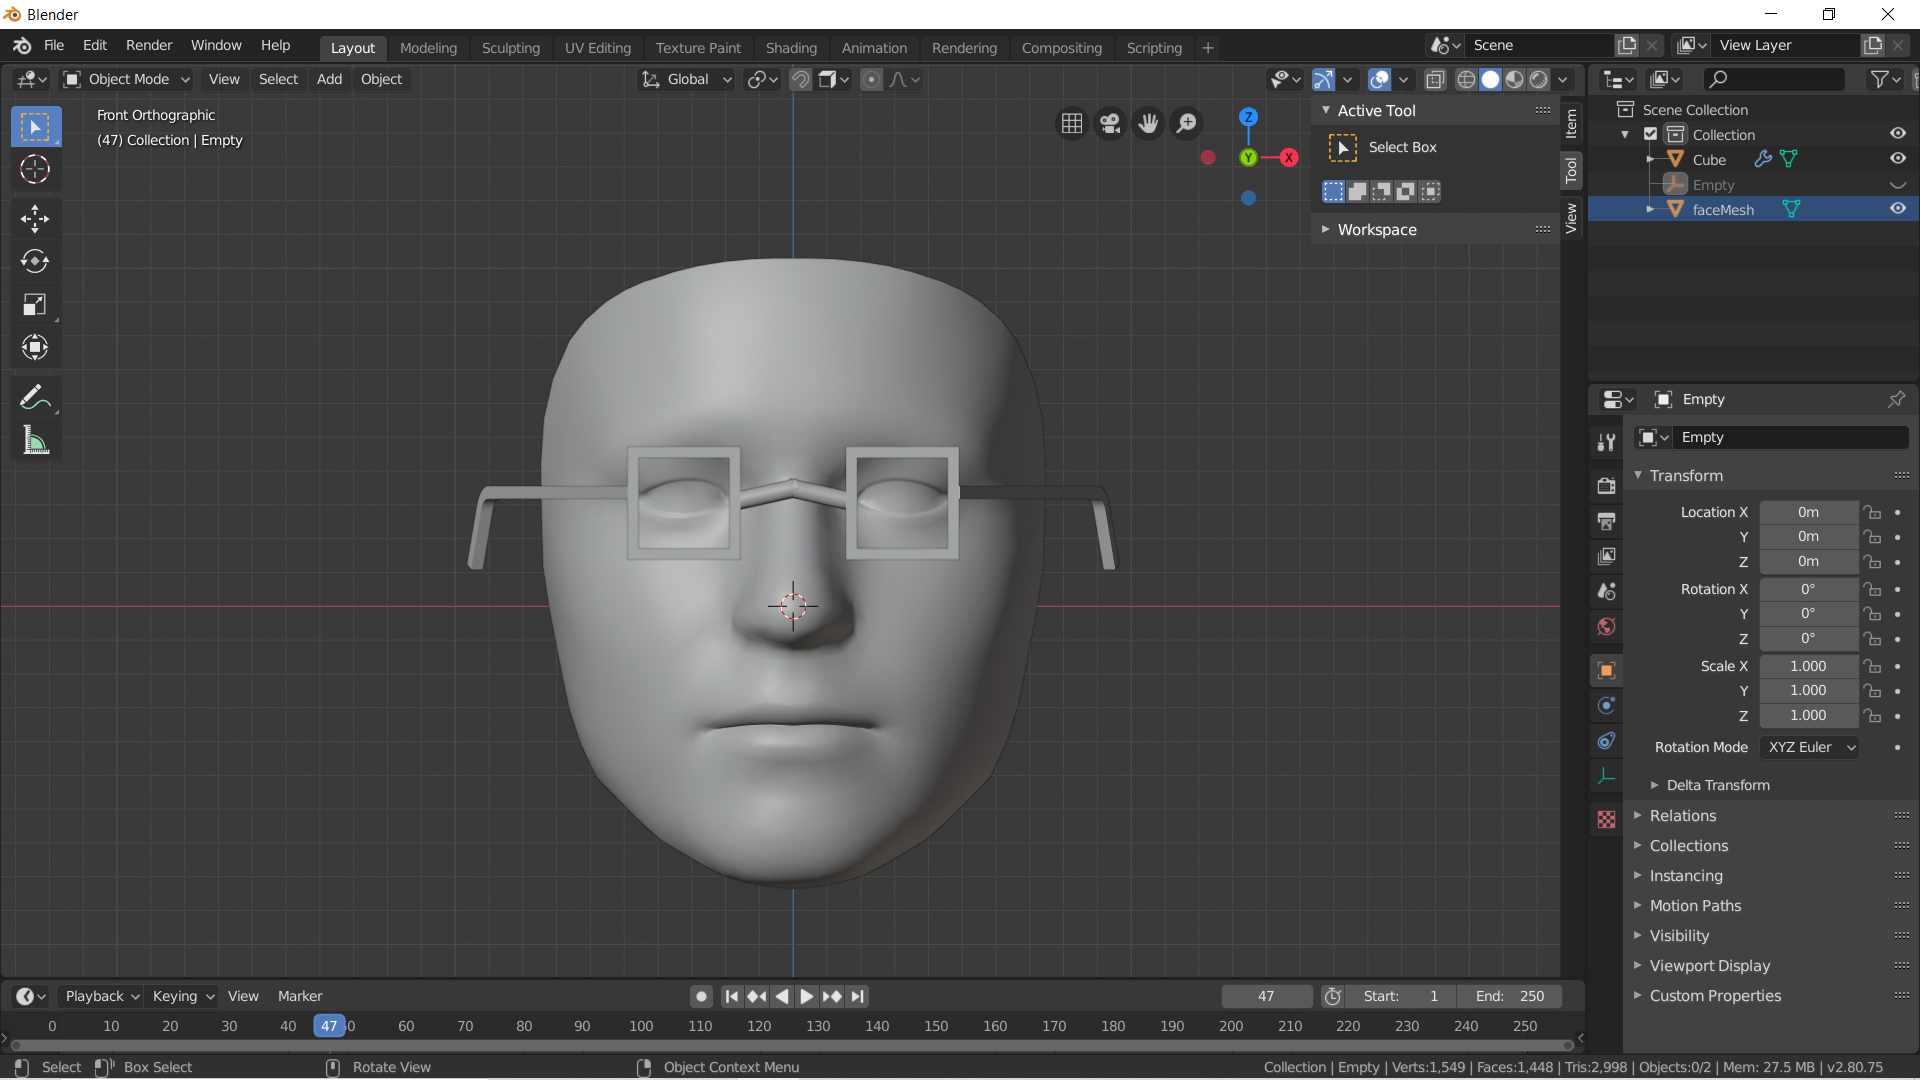 Blender
File Edit Render Window Help Layout Modeling Sculpting UV Editing Texture Paint Shading Animation Rendering Compositing Scripting + Scene View Layer
Object Mode View Select Add Object Global
Front Orthographic
(47) Collection | Empty
Z
Y
X
Active Tool
Select Box
Workspace
Item
Tool
View
Scene Collection
Collection
Cube
Empty
faceMesh
Empty
Empty
Transform
Location X 0m
Y 0m
Z 0m
Rotation X 0°
Y 0°
Z 0°
Scale X 1.000
Y 1.000
Z 1.000
Rotation Mode XYZ Euler
Delta Transform
Relations
Collections
Instancing
Motion Paths
Visibility
Viewport Display
Custom Properties
Playback Keying View Marker 47 Start: 1 End: 250
0 10 20 30 40 47 60 70 80 90 100 110 120 130 140 150 160 170 180 190 200 210 220 230 240 250
Select Box Select Rotate View Object Context Menu Collection | Empty | Verts:1,549 | Faces:1,448 | Tris:2,998 | Objects:0/2 | Mem: 27.5 MB | v2.80.75